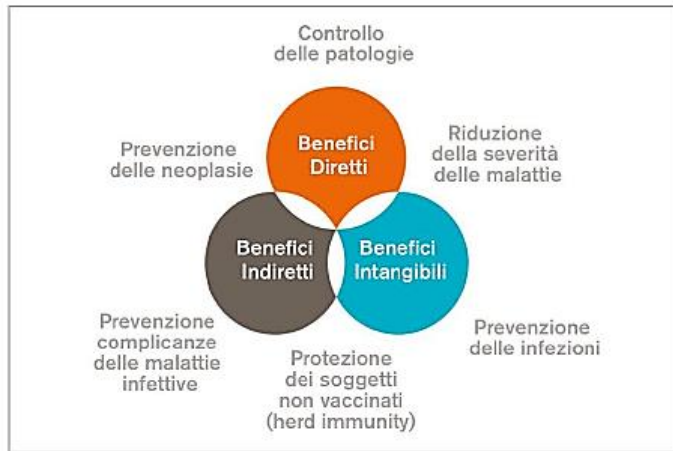 Controllo
delle patologie
Benefici
Diretti
Prevenzione
delle neoplasie
Riduzione
della severità
delle malattie
Benefici
Indiretti
Benefici
Intangibili
Prevenzione
complicanze
delle malattie
infettive
Protezione
dei soggetti
non vaccinati
(herd immunity)
Prevenzione
delle infezioni